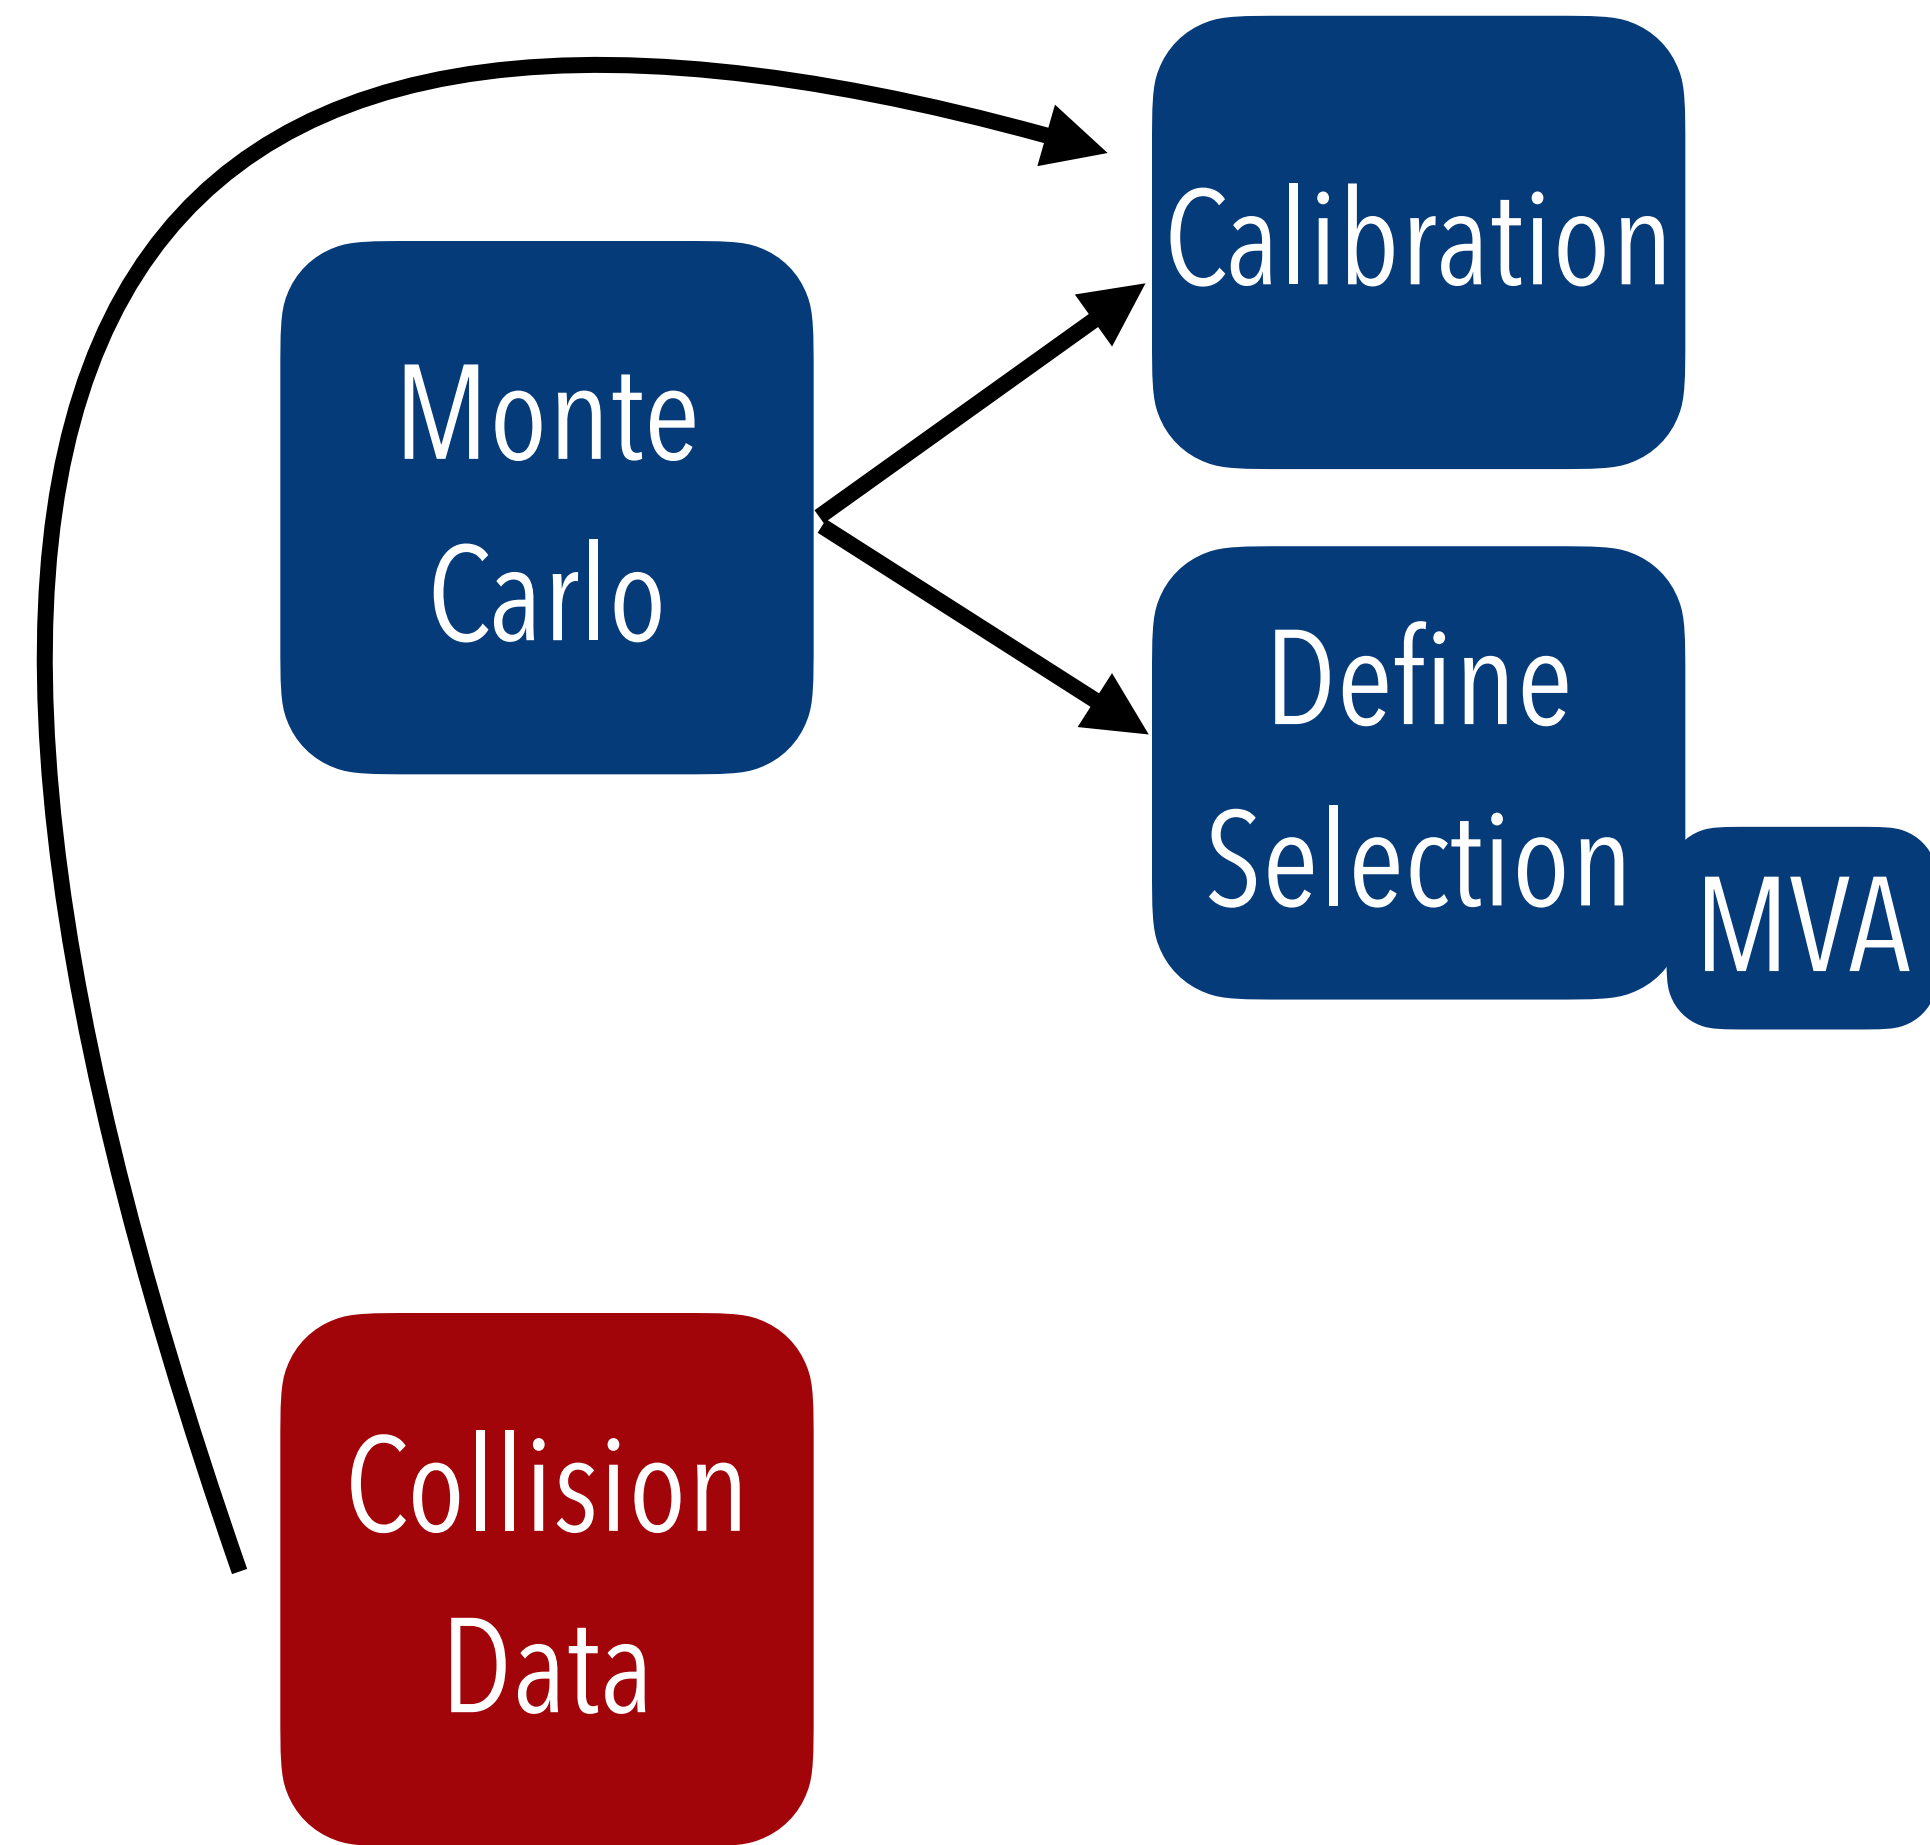 Calibration
Monte
Carlo
Define
Selection
MVA
Collision
Data